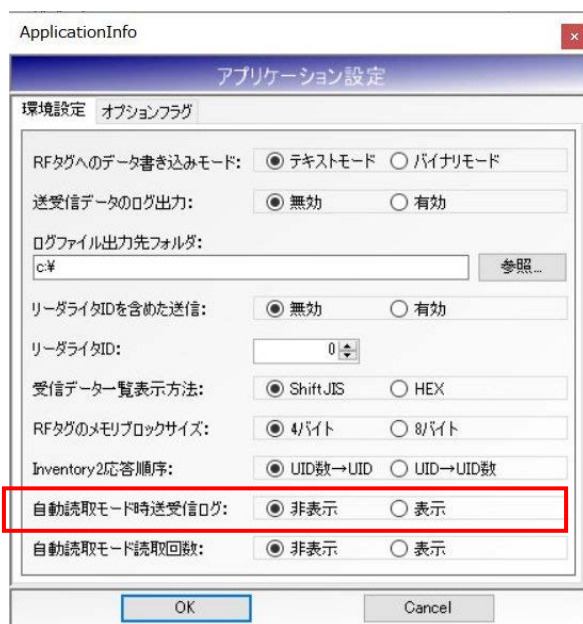 ApplicationInfo
アプリケーション設定
環境設定 オプションフラグ
RFタグへのデータ書き込みモード: テキストモード バイナリモード
送受信データのログ出力: 無効 有効
ログファイル出力先フォルダ:
c:¥ 参照...
リーダライタIDを含めた送信: 無効 有効
リーダライタID: 0
受信データ一覧表示方法: ShiftJIS HEX
RFタグのメモリブロックサイズ: 4バイト 8バイト
Inventory2応答順序: UID数→UID UID→UID数
自動読取モード時送受信ログ: 非表示 表示
自動読取モード読取回数: 非表示 表示
OK Cancel